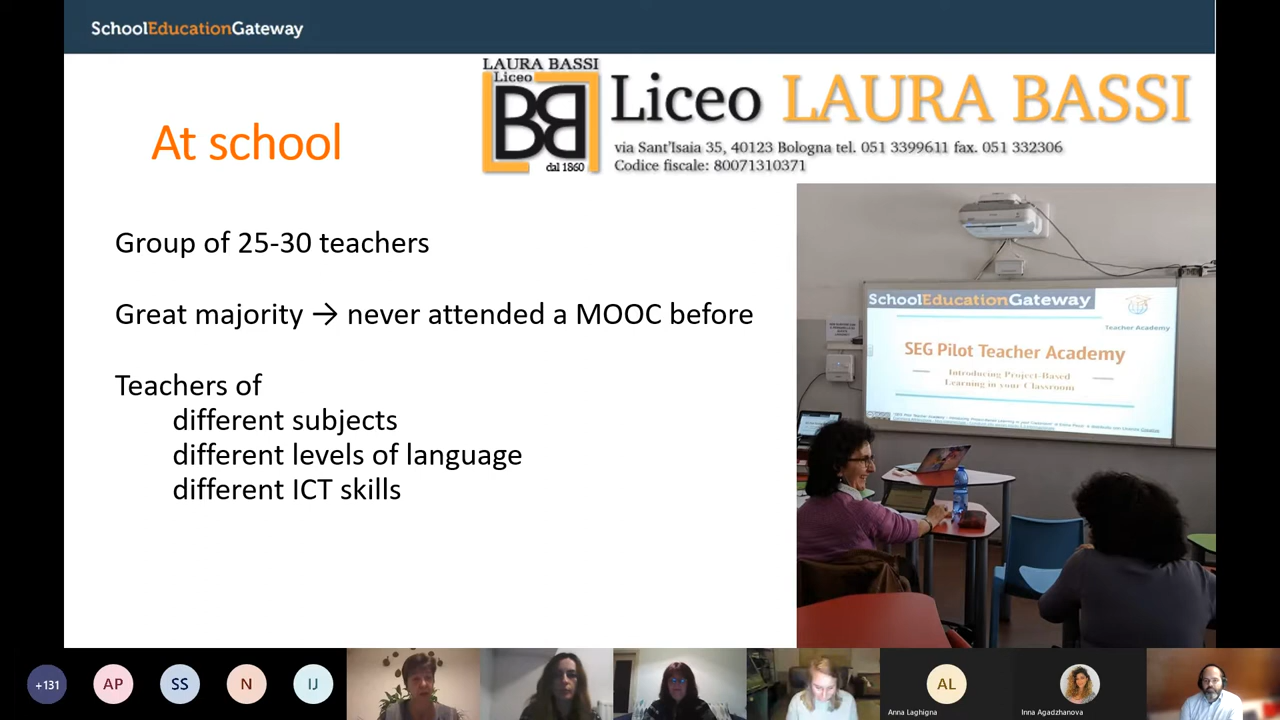 SchoolEducationGateway
LAURA BASSI
Liceo
BB
dal 1860
Liceo LAURA BASSI
via Sant'Isaia 35, 40123 Bologna tel. 051 3399611 fax. 051 332306
Codice fiscale: 80071310371
At school
Group of 25-30 teachers
Great majority → never attended a MOOC before
Teachers of
different subjects
different levels of language
different ICT skills
SchoolEducationGateway
Teacher Academy
SEG Pilot Teacher Academy
Introducing Project-Based
Learning in your Classroom
+131
AP
SS
N
IJ
AL
Anna Laghigna
Inna Agadzhanova